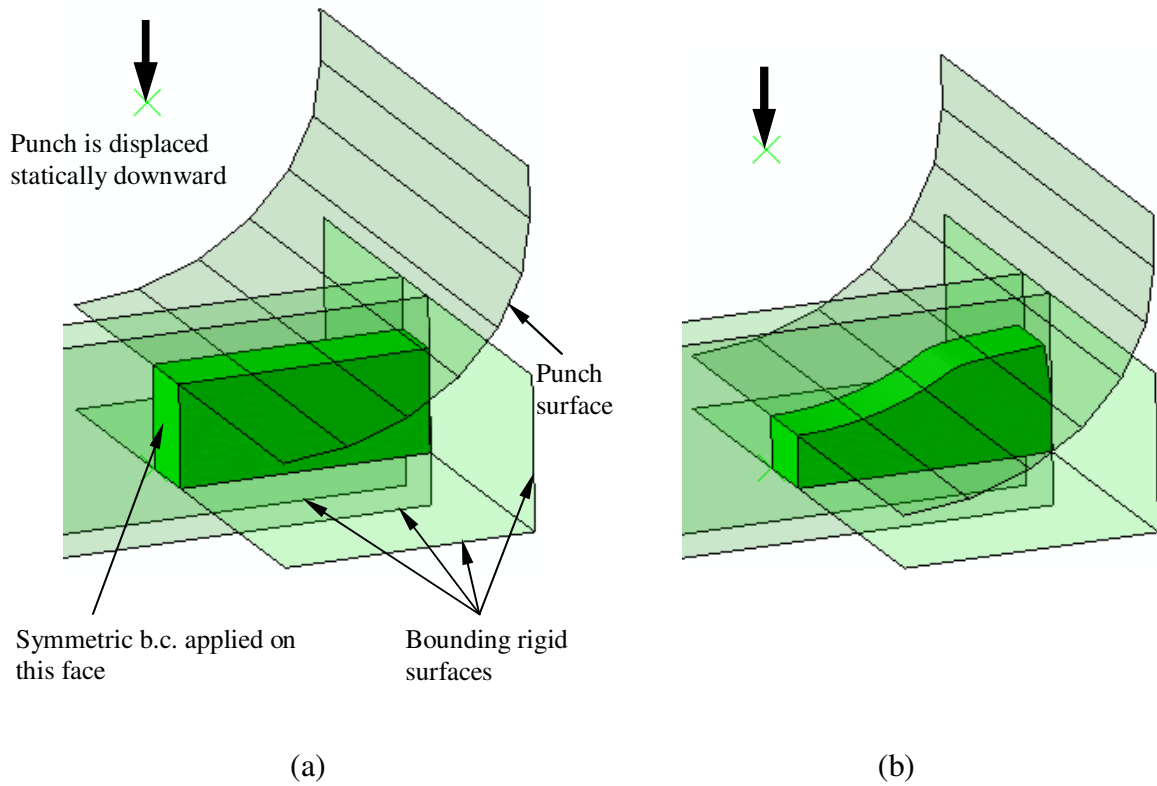 Punch is displaced
statically downward
Punch
surface
Symmetric b.c. applied on
this face
Bounding rigid
surfaces
(a)
(b)